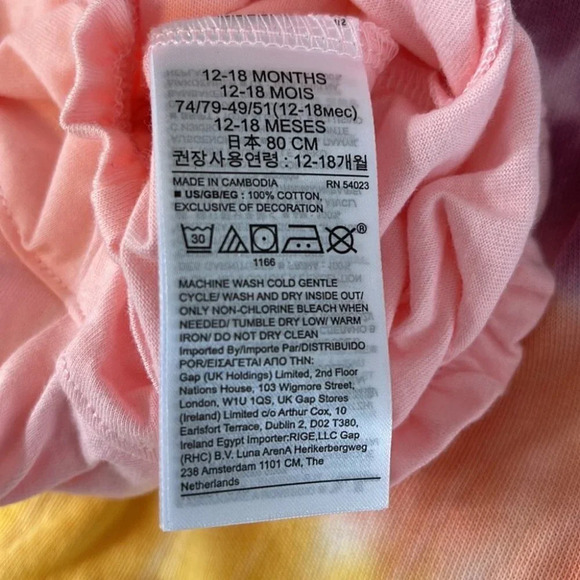 1/2
12-18 MONTHS
12-18 MOIS
74/79-49/51(12-18мес)
12-18 MESES
日本 80 CM
권장사용연령 : 12-18개월
MADE IN CAMBODIA RN 54023
■ US/GB/EG : 100% COTTON,
EXCLUSIVE OF DECORATION
30 ®
1166
MACHINE WASH COLD GENTLE
CYCLE/ WASH AND DRY INSIDE OUT/
ONLY NON-CHLORINE BLEACH WHEN
NEEDED/ TUMBLE DRY LOW/ WARM
IRON/ DO NOT DRY CLEAN
Imported By/importe Par/DISTRIBUIDO
POR/ΕΙΣΑΓΕΤΑΙ ΑΠΟ ΤΗΝ:
Gap (UK Holdings) Limited, 2nd Floor
Nations House, 103 Wigmore Street,
London, W1U 1QS, UK Gap Stores
(Ireland) Limited c/o Arthur Cox, 10
Earlsfort Terrace, Dublin 2, D02 T380,
Ireland Egypt Importer:RIGE,LLC Gap
(RHC) B.V. Luna ArenA Herikerbergweg
238 Amsterdam 1101 CM, The
Netherlands